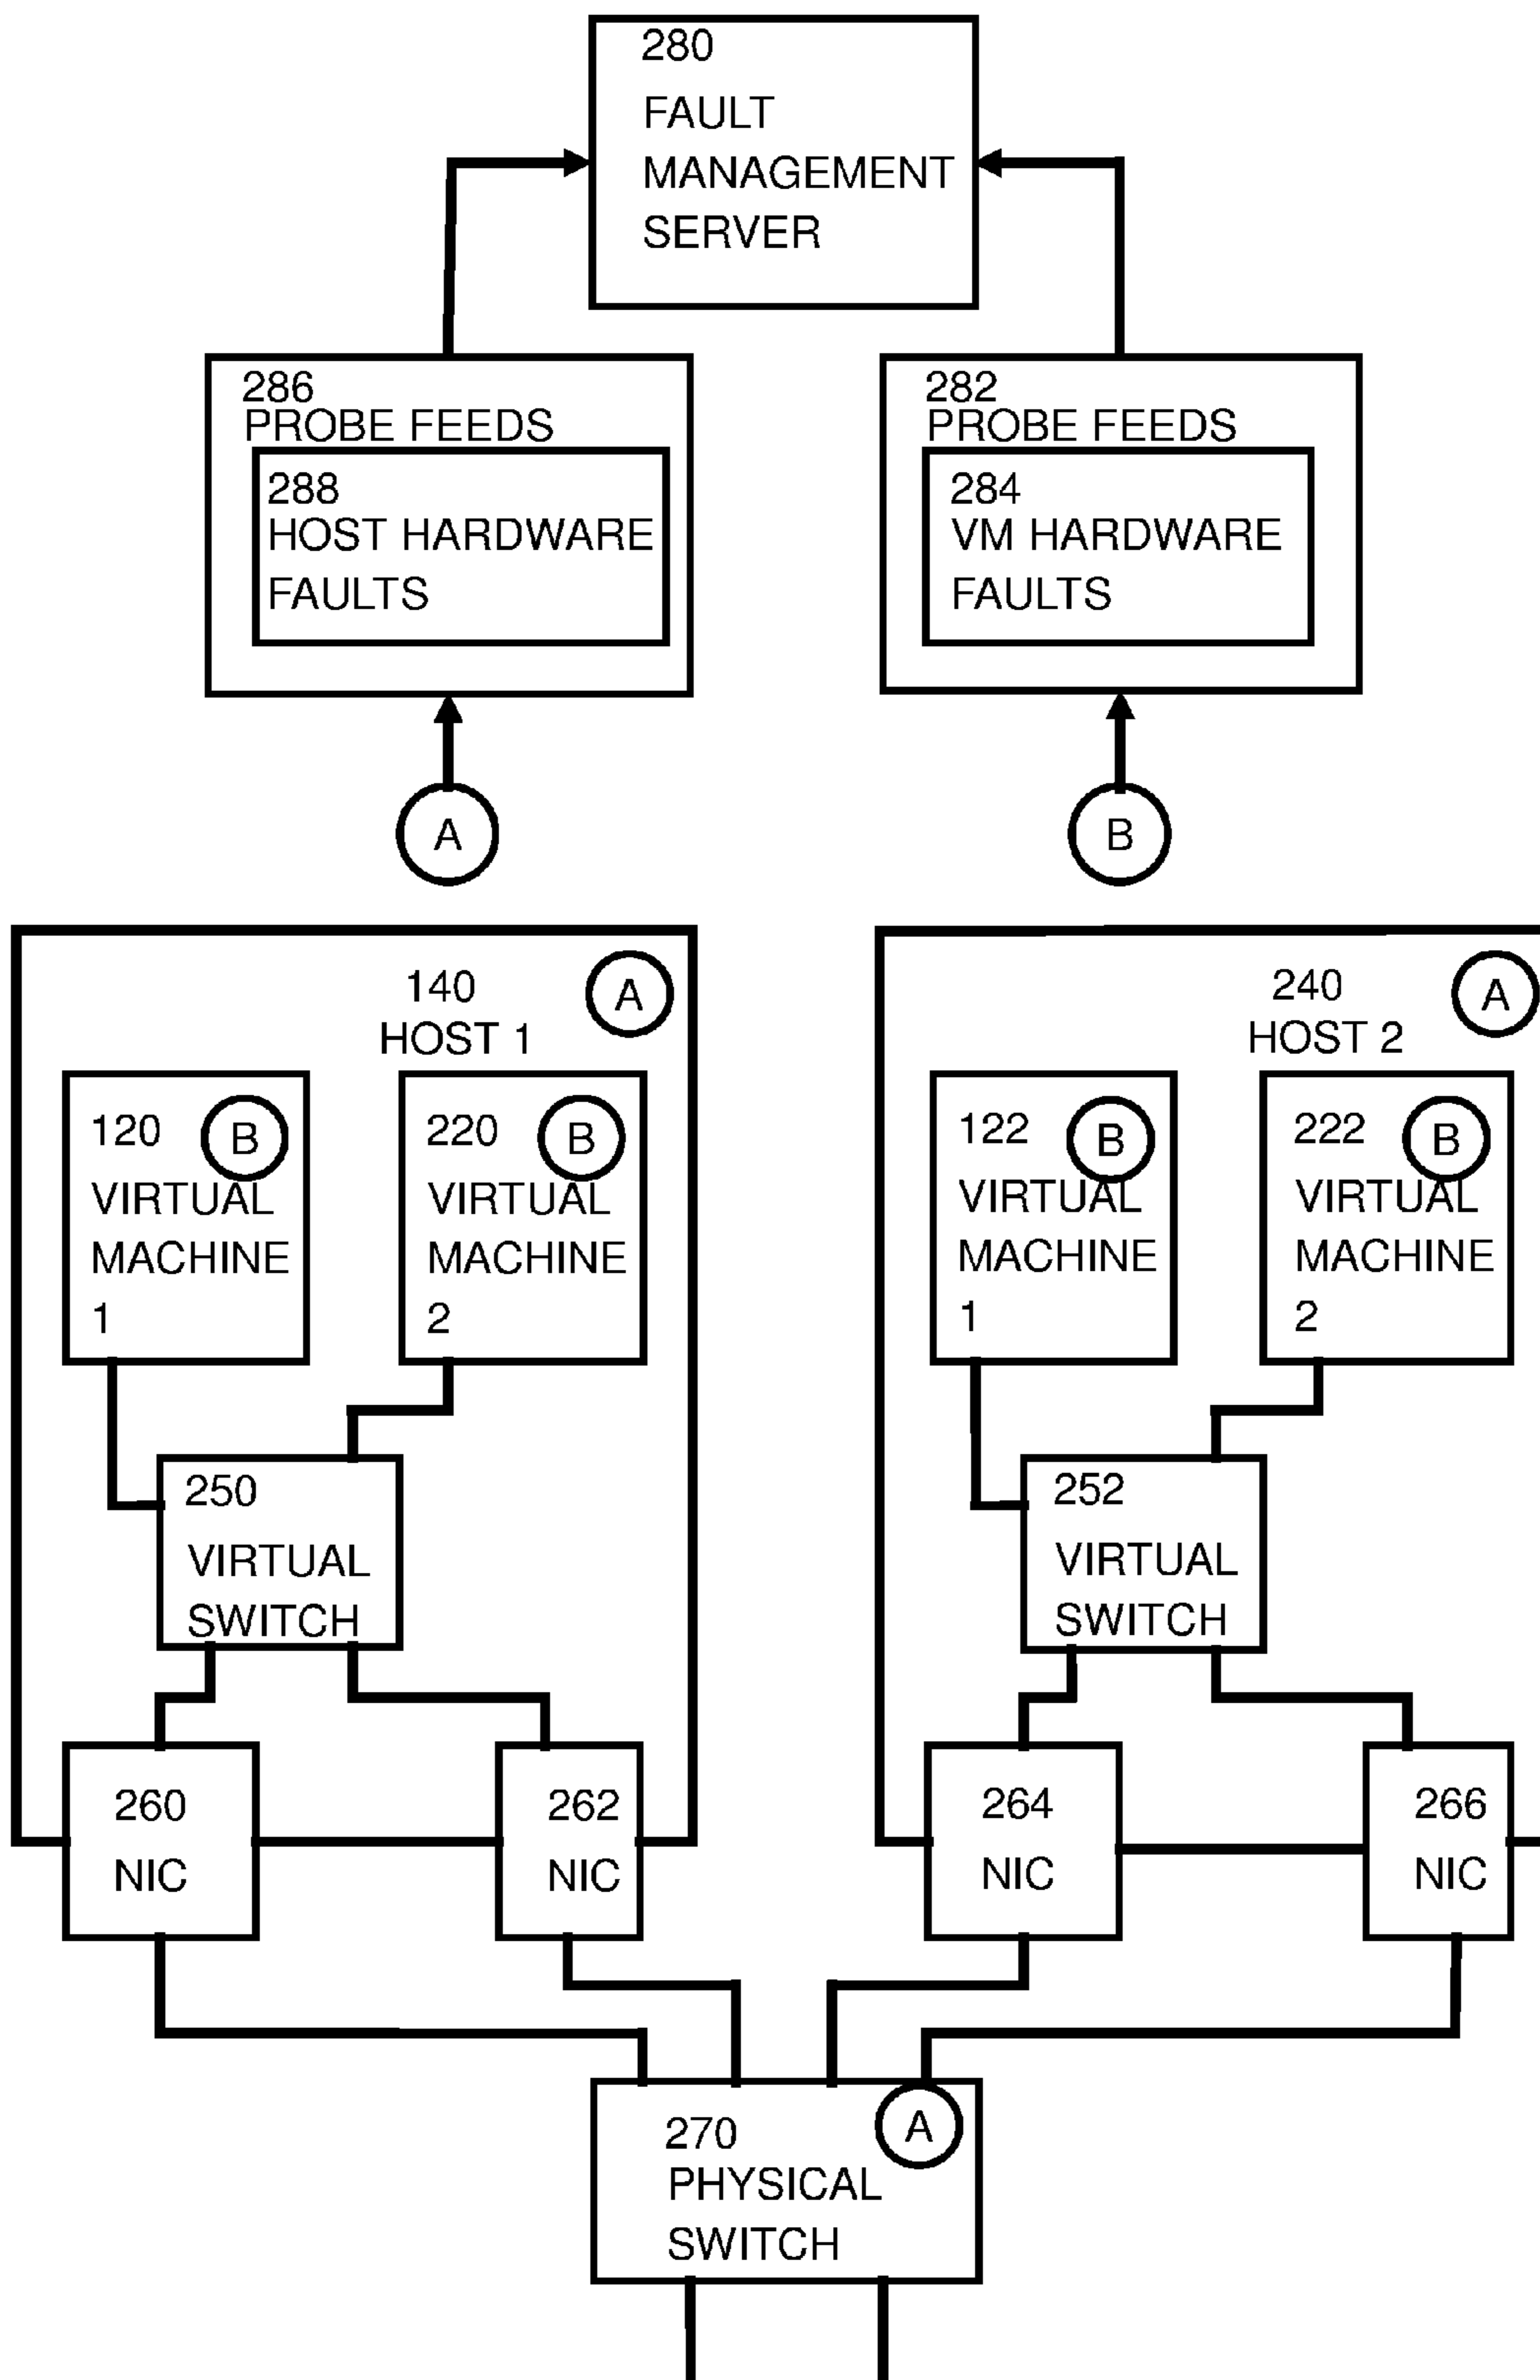 280
FAULT
MANAGEMENT
SERVER
286
PROBE FEEDS
288
HOST HARDWARE
FAULTS
282
PROBE FEEDS
284
VM HARDWARE
FAULTS
A
B
140
HOST 1
A
120
B
VIRTUAL
MACHINE
1
220
B
VIRTUAL
MACHINE
2
250
VIRTUAL
SWITCH
260
NIC
262
NIC
240
HOST 2
A
122
B
VIRTUAL
MACHINE
1
222
B
VIRTUAL
MACHINE
2
252
VIRTUAL
SWITCH
264
NIC
266
NIC
270
A
PHYSICAL
SWITCH